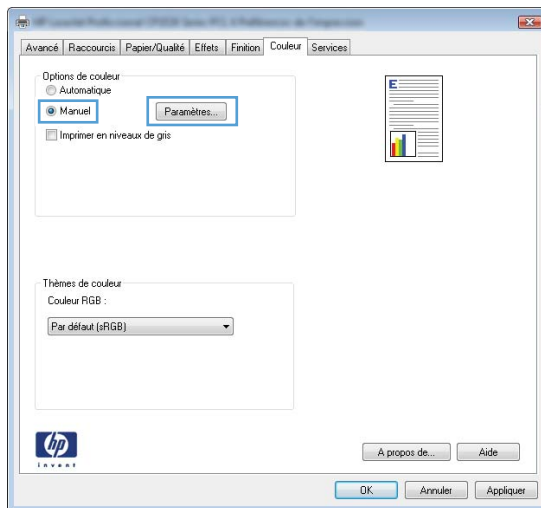 Avancé Raccourcis Papier/Qualité Effets Finition Couleur Services
Options de couleur
Automatique
Manuel Paramètres...
Imprimer en niveaux de gris
E
Thèmes de couleur
Couleur RGB :
Par défaut (sRGB)
hp
invent
A propos de... Aide
OK Annuler Appliquer